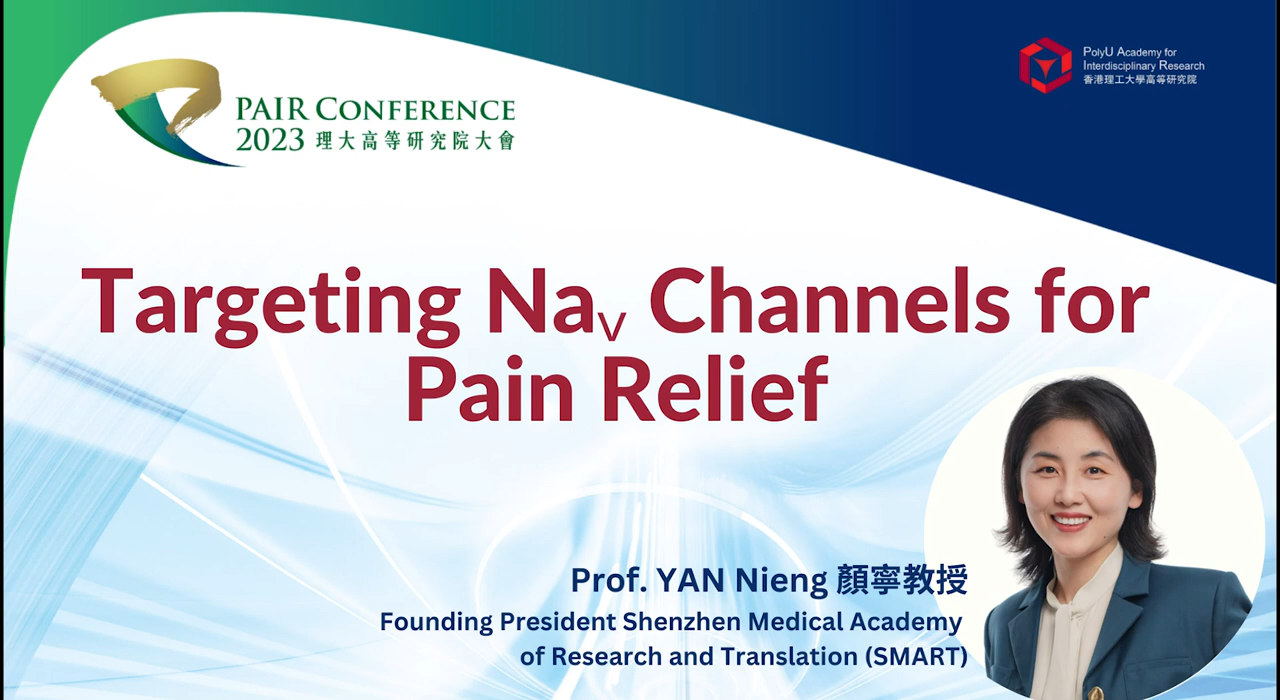 PAIR CONFERENCE
2023 理大高等研究院大會
POLYU ACADEMY FOR
INTERDISCIPLINARY RESEARCH
香港理工大學高等研究院
Targeting Nav Channels for
Pain Relief
Prof. YAN Nieng 顏寧教授
Founding President Shenzhen Medical Academy
of Research and Translation (SMART)